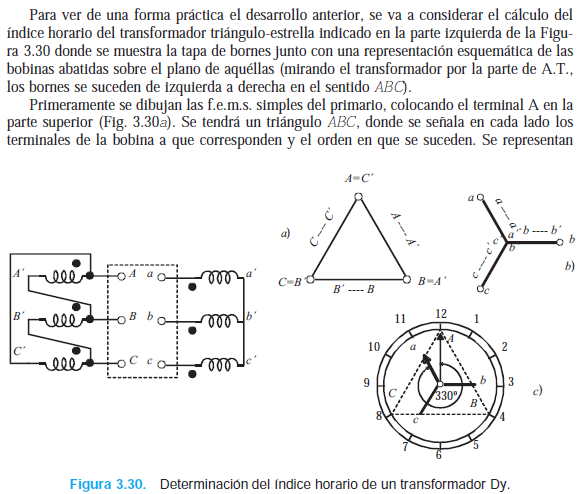 Para ver de una forma práctica el desarrollo anterior, se va a considerar el cálculo del
índice horario del transformador triángulo-estrella indicado en la parte izquierda de la Figu-
ra 3.30 donde se muestra la tapa de bornes junto con una representación esquemática de las
bobinas abatidas sobre el plano de aquéllas (mirando el transformador por la parte de A.T.,
los bornes se suceden de izquierda a derecha en el sentido ABC).
Primeramente se dibujan las f.e.m.s. simples del primario, colocando el terminal A en la
parte superior (Fig. 3.30a). Se tendrá un triángulo ABC, donde se señala en cada lado los
terminales de la bobina a que corresponden y el orden en que se suceden. Se representan
A=C´
a)
C ---- C´
A ---- A´
C=B´
B=A´
B´ ---- B
a
a ---- a´
c´ a´ b ---- b´
b
b
c ---- c´
c
b)
A´ A a a´
B´ B b b´
C´ C c c´
12
11 1
10 2
9 3
8 4
7 5
6
A
a
C
b
B
c
330º
c)
Figura 3.30. Determinación del índice horario de un transformador Dy.